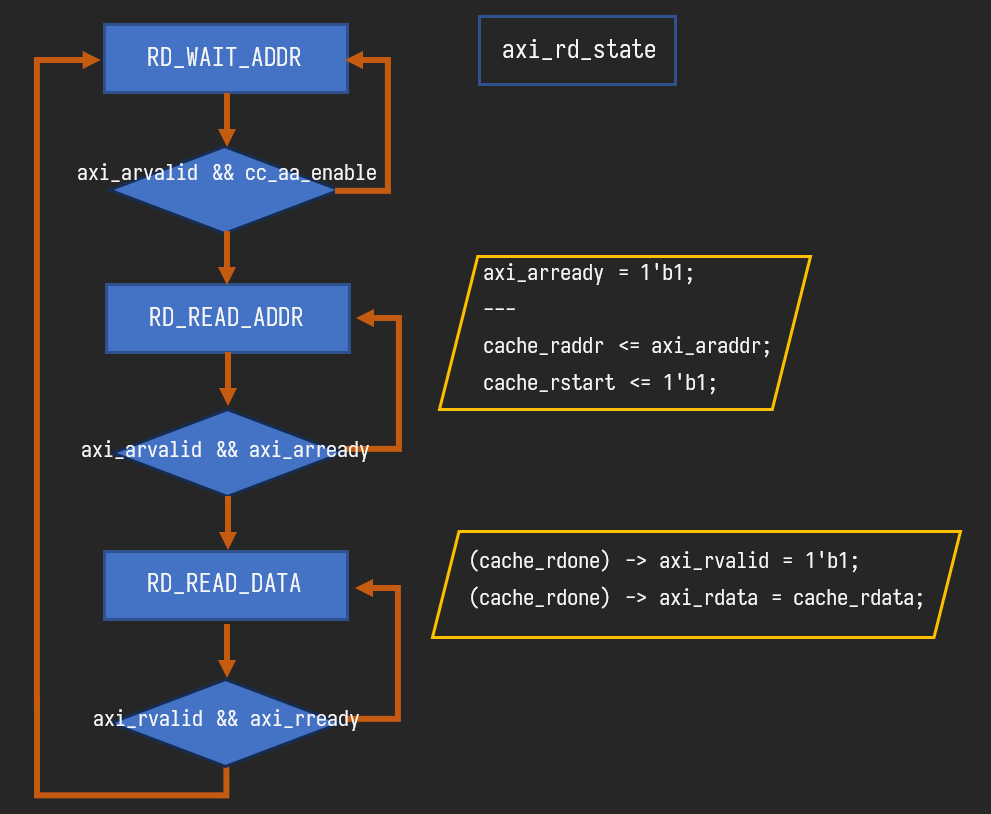 RD_WAIT_ADDR
axi_rd_state
axi_arvalid && cc_aa_enable
RD_READ_ADDR
axi_arready = 1'b1;
---
cache_raddr <= axi_araddr;
cache_rstart <= 1'b1;
axi_arvalid && axi_arready
RD_READ_DATA
(cache_rdone) -> axi_rvalid = 1'b1;
(cache_rdone) -> axi_rdata = cache_rdata;
axi_rvalid && axi_rready